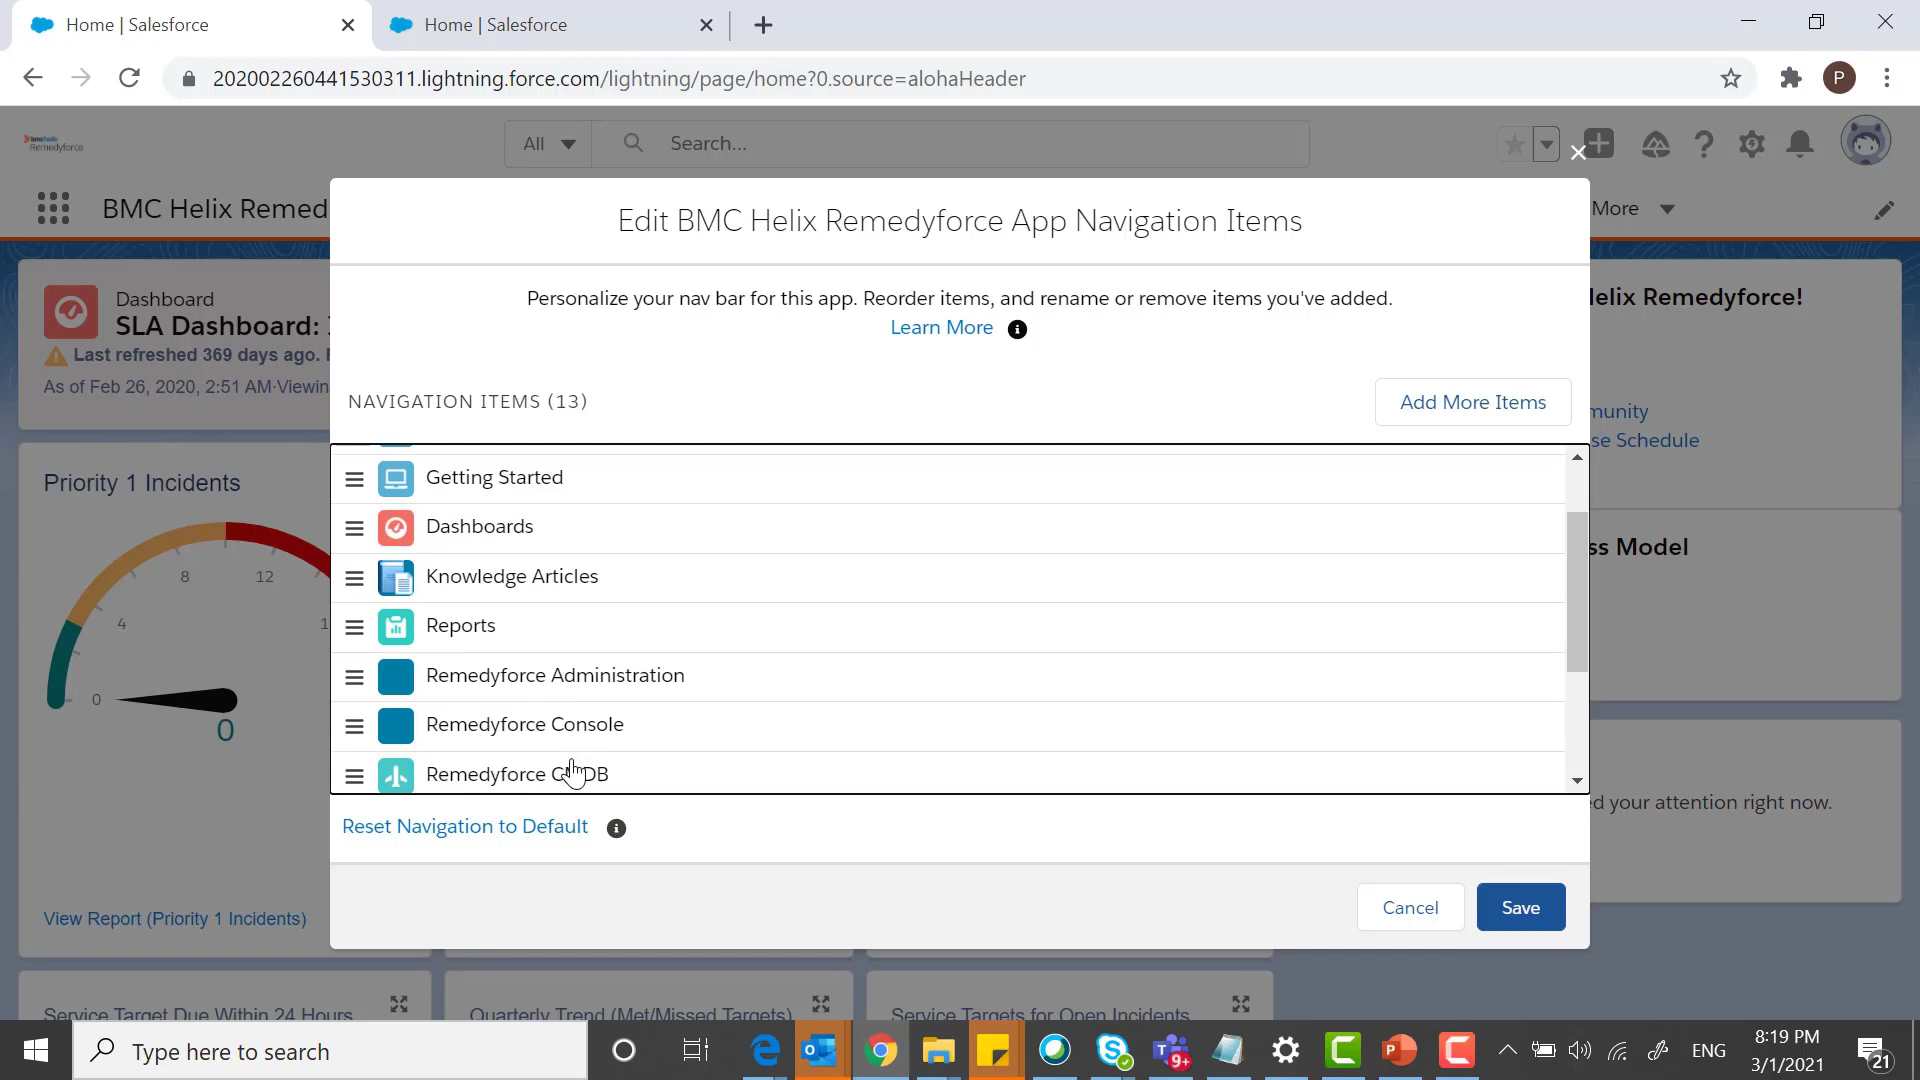 Home | Salesforce
Home | Salesforce
20200226044153 0311.lightning.force.com/lightning/page/home?0.source=alohaHeader
P
bmc helix
Remedyforce
All
Search...
BMC Helix Remed
More
Edit BMC Helix Remedyforce App Navigation Items
Personalize your nav bar for this app. Reorder items, and rename or remove items you've added.
Learn More
NAVIGATION ITEMS (13)
Add More Items
Getting Started
Dashboards
Knowledge Articles
Reports
Remedyforce Administration
Remedyforce Console
Remedyforce
Reset Navigation to Default
Cancel
Save
Dashboard
SLA Dashboard:
Last refreshed 369 days ago.
As of Feb 26, 2020, 2:51 AM·Viewin
Priority 1 Incidents
0
4
8
12
1
0
View Report (Priority 1 Incidents)
elix Remedyforce!
munity
se Schedule
ss Model
d your attention right now.
Service Target Due Within 24 Hours
Quarterly Trend (Met/Missed Targets)
Service Targets for Open Incidents
Type here to search
9+
ENG
8:19 PM
3/1/2021
21